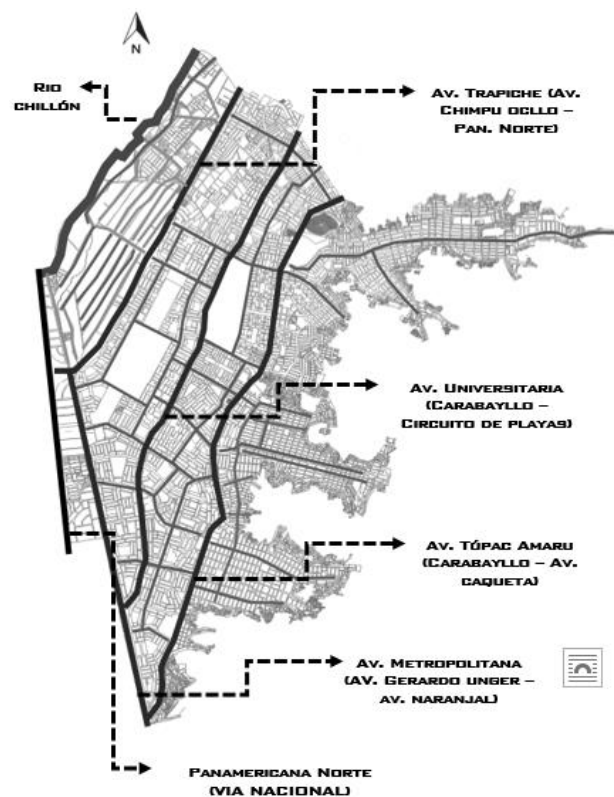 N
RIO
CHILLÓN
AV. TRAPICHE (AV.
CHIMPU OCLLO –
PAN. NORTE)
AV. UNIVERSITARIA
(CARABAYLLO –
CIRCUITO DE PLAYAS)
AV. TÚPAC AMARU
(CARABAYLLO – AV.
CAQUETA)
AV. METROPOLITANA
(AV. GERARDO UNGER –
AV. NARANJAL)
PANAMERICANA NORTE
(VIA NACIONAL)